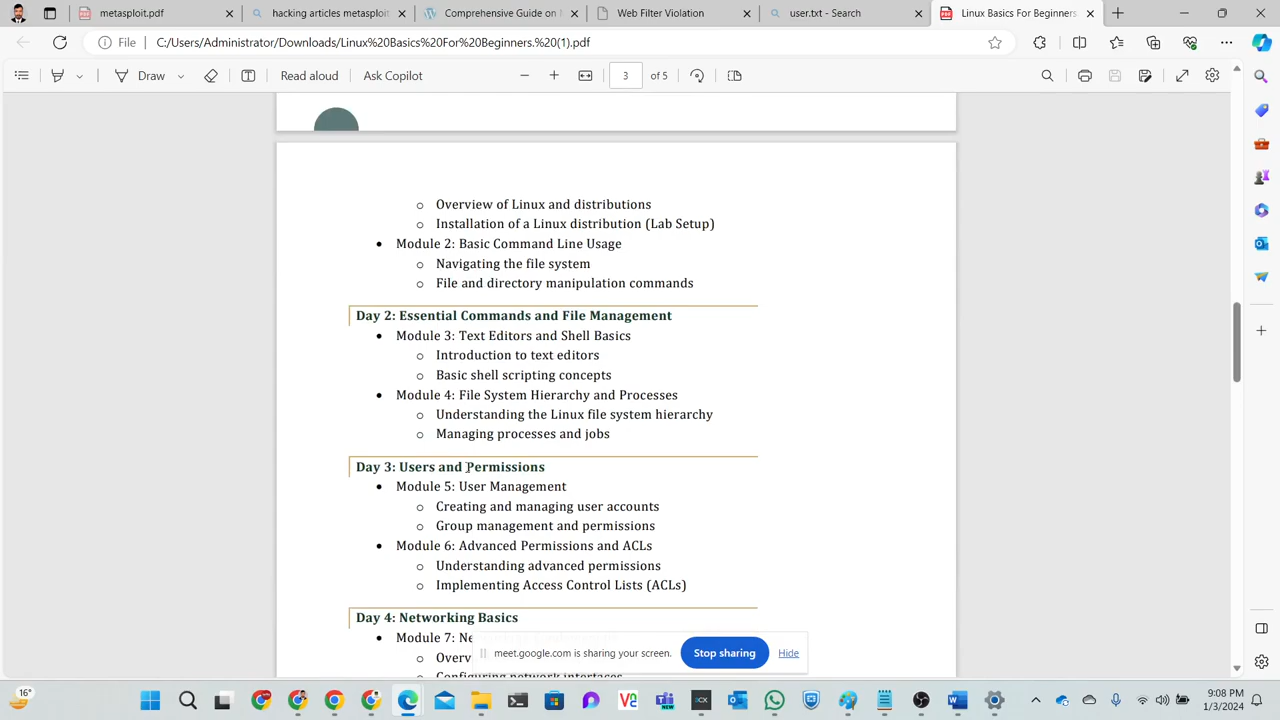 metasploit.pdf
hacking articles metasploit
Comprehensive Guide on
Web Filter Violation
user.txt - Search
Linux Basics For Beginners
File
C:/Users/Administrator/Downloads/Linux%20Basics%20For%20Beginners.%20(1).pdf
Draw
Read aloud
Ask Copilot
3
of 5
Overview of Linux and distributions
Installation of a Linux distribution (Lab Setup)
Module 2: Basic Command Line Usage
Navigating the file system
File and directory manipulation commands
Day 2: Essential Commands and File Management
Module 3: Text Editors and Shell Basics
Introduction to text editors
Basic shell scripting concepts
Module 4: File System Hierarchy and Processes
Understanding the Linux file system hierarchy
Managing processes and jobs
Day 3: Users and Permissions
Module 5: User Management
Creating and managing user accounts
Group management and permissions
Module 6: Advanced Permissions and ACLs
Understanding advanced permissions
Implementing Access Control Lists (ACLs)
Day 4: Networking Basics
Module 7:
meet.google.com is sharing your screen.
Stop sharing
Hide
16°
9:08 PM
1/3/2024